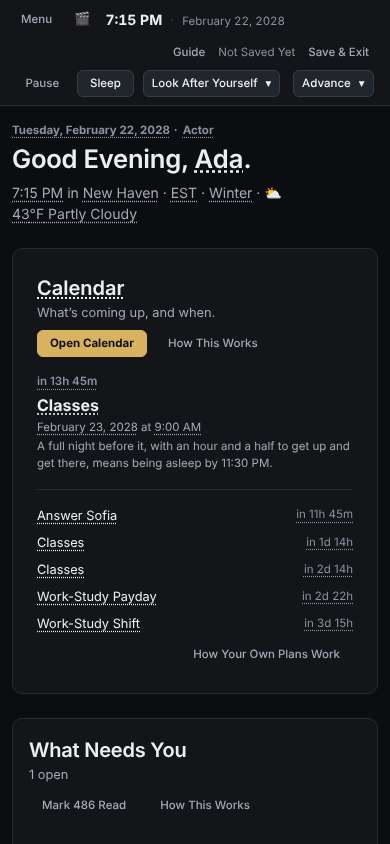 Menu 🎬 7:15 PM · February 22, 2028
Guide Not Saved Yet Save & Exit
Pause Sleep Look After Yourself ▾ Advance ▾
Tuesday, February 22, 2028 · Actor
Good Evening, Ada.
7:15 PM in New Haven · EST · Winter · ⛅
43°F Partly Cloudy
Calendar
What's coming up, and when.
Open Calendar How This Works
in 13h 45m
Classes
February 23, 2028 at 9:00 AM
A full night before it, with an hour and a half to get up and
get there, means being asleep by 11:30 PM.
Answer Sofia in 11h 45m
Classes in 1d 14h
Classes in 2d 14h
Work-Study Payday in 2d 22h
Work-Study Shift in 3d 15h
How Your Own Plans Work
What Needs You
1 open
Mark 486 Read How This Works